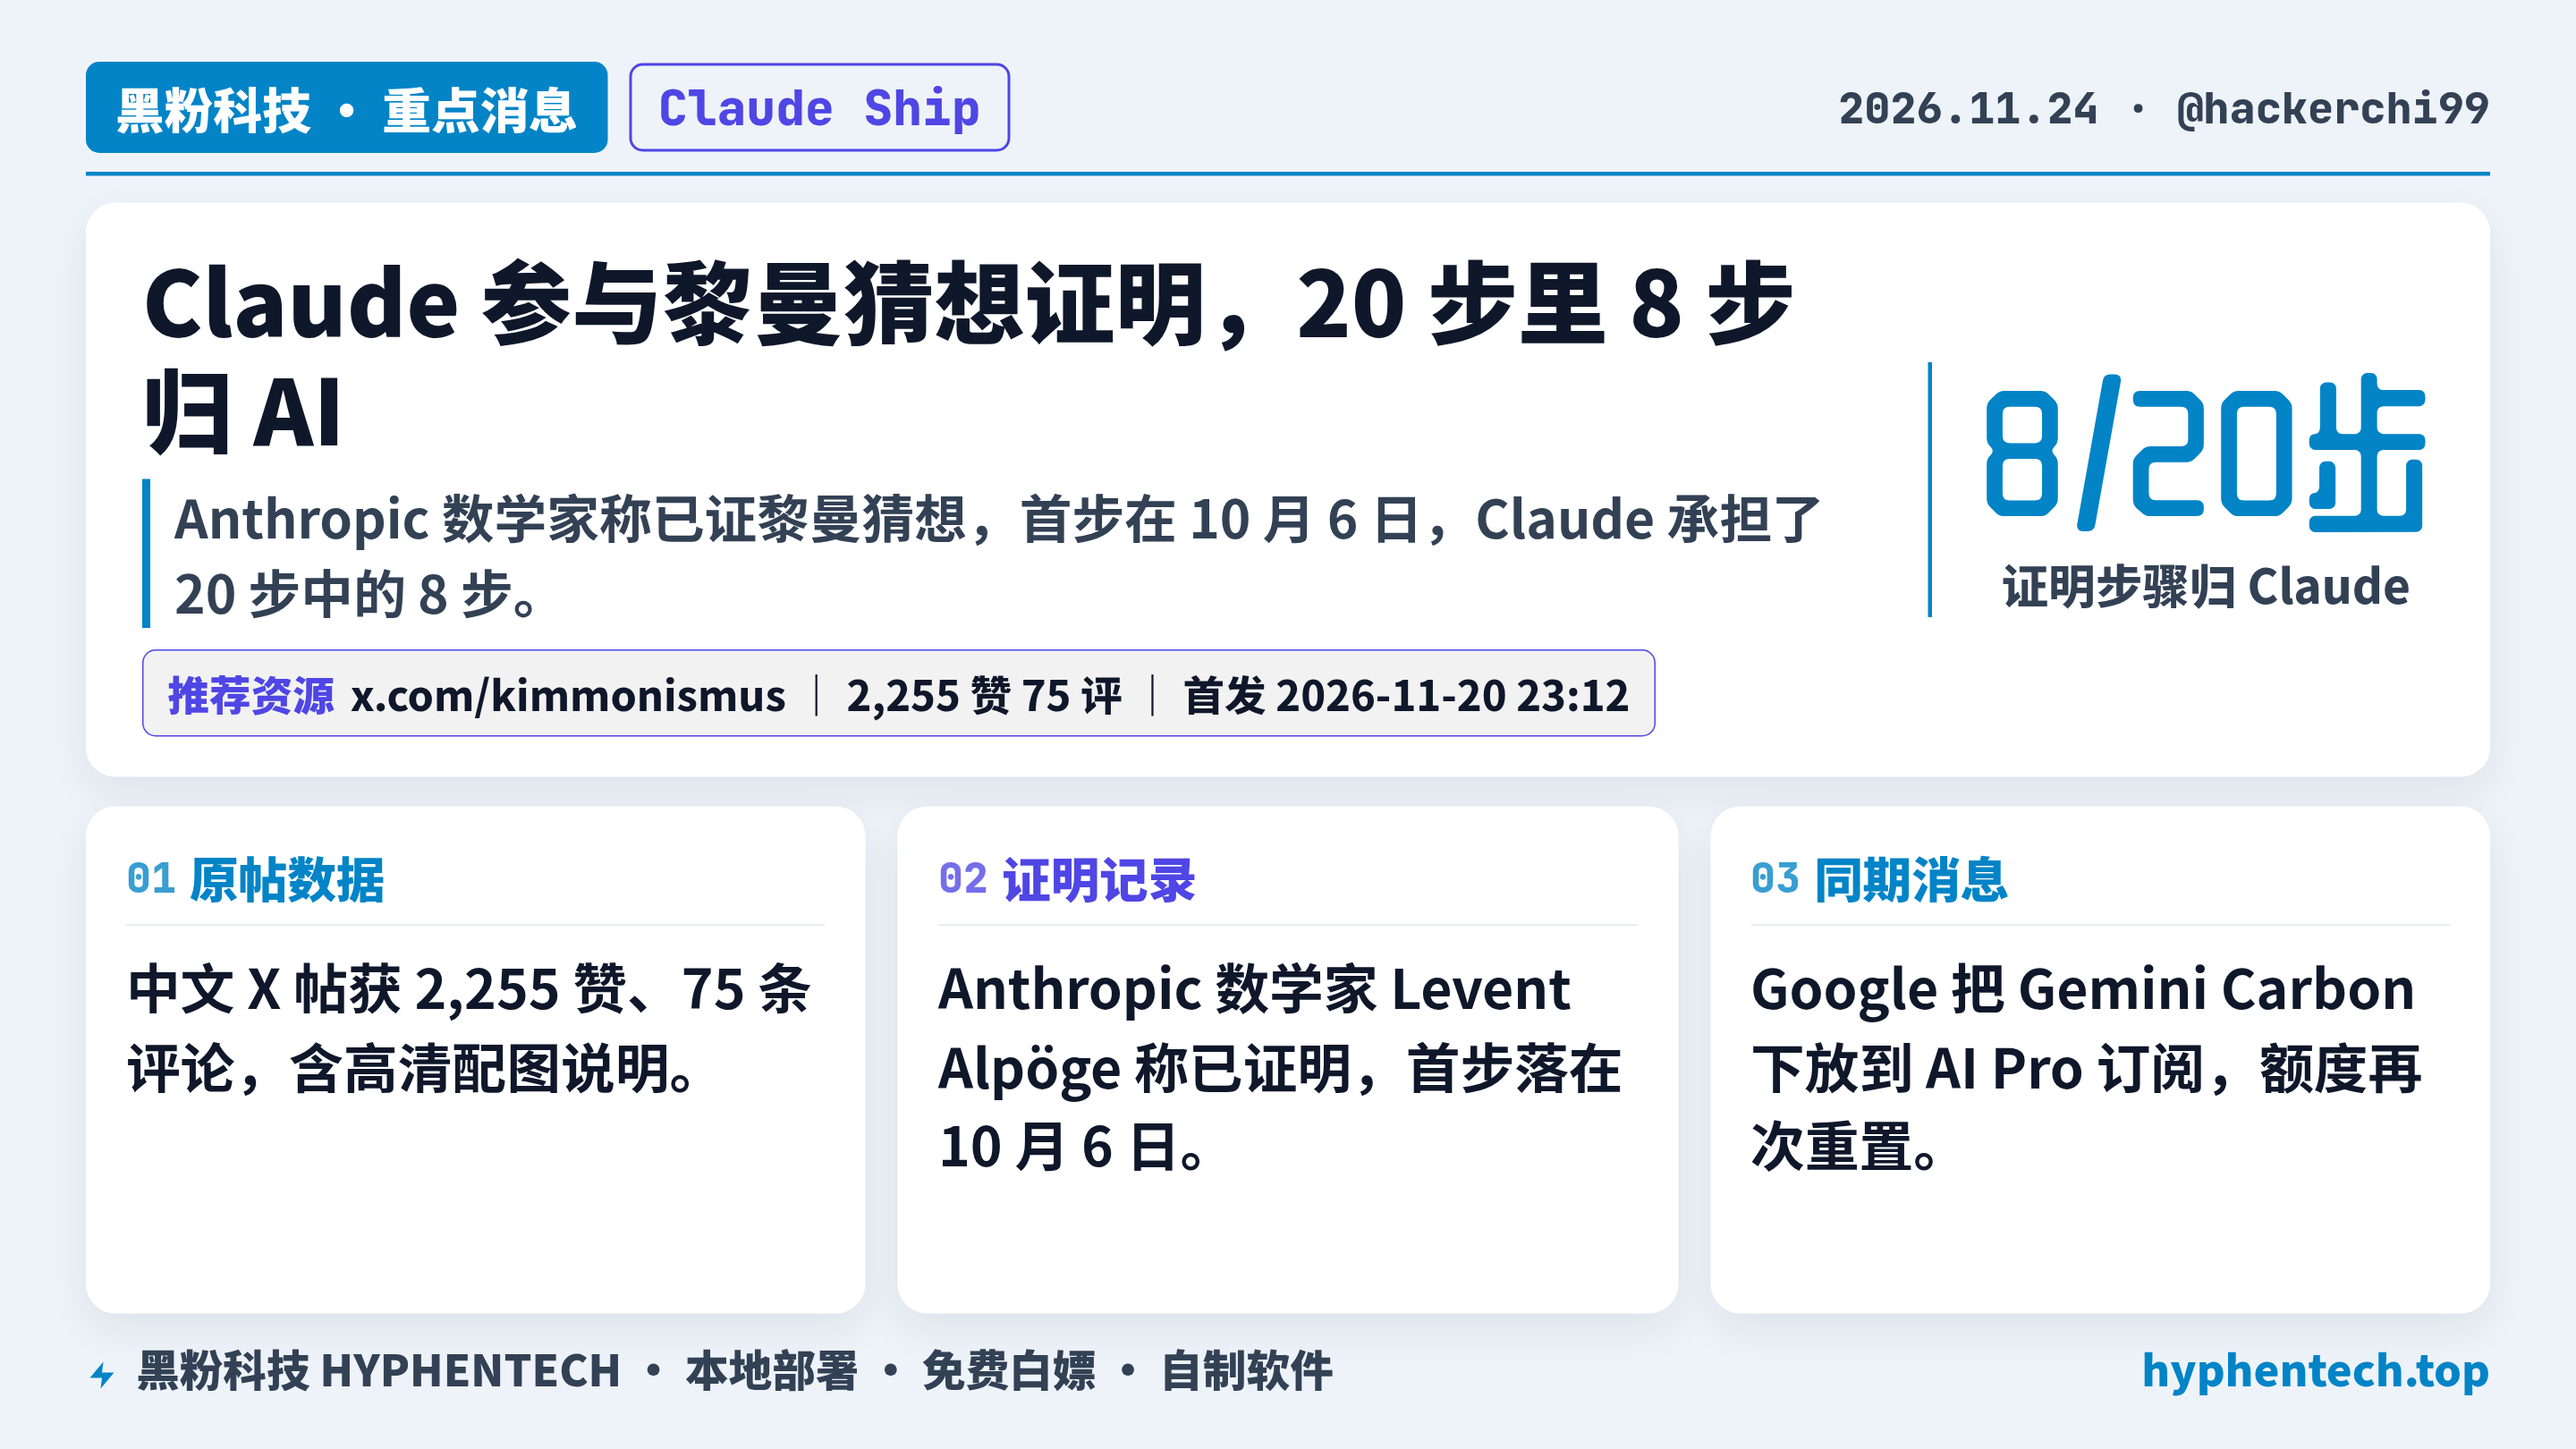 黑粉科技 · 重点消息
Claude Ship
2026.11.24 · @hackerchi99
Claude 参与黎曼猜想证明，20 步里 8 步
归 AI
Anthropic 数学家称已证黎曼猜想，首步在 10 月 6 日，Claude 承担了
20 步中的 8 步。
推荐资源 x.com/kimmonismus ｜ 2,255 赞 75 评 ｜ 首发 2026-11-20 23:12
8/20步
证明步骤归 Claude
01 原帖数据
中文 X 帖获 2,255 赞、75 条
评论，含高清配图说明。
02 证明记录
Anthropic 数学家 Levent
Alpöge 称已证明，首步落在
10 月 6 日。
03 同期消息
Google 把 Gemini Carbon
下放到 AI Pro 订阅，额度再
次重置。
黑粉科技 HYPHENTECH · 本地部署 · 免费白嫖 · 自制软件
hyphentech.top